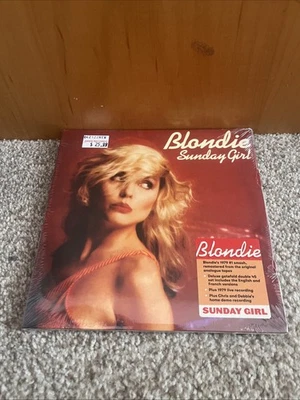 Blondie
Sunday Girl
Blondie
Blondie's 1979 #1 smash,
remastered from the original
analogue tapes
Deluxe gatefold double 45
set includes the English and
French versions
Plus 1979 live recording
Plus Chris and Debbie's
home demo recording
SUNDAY GIRL